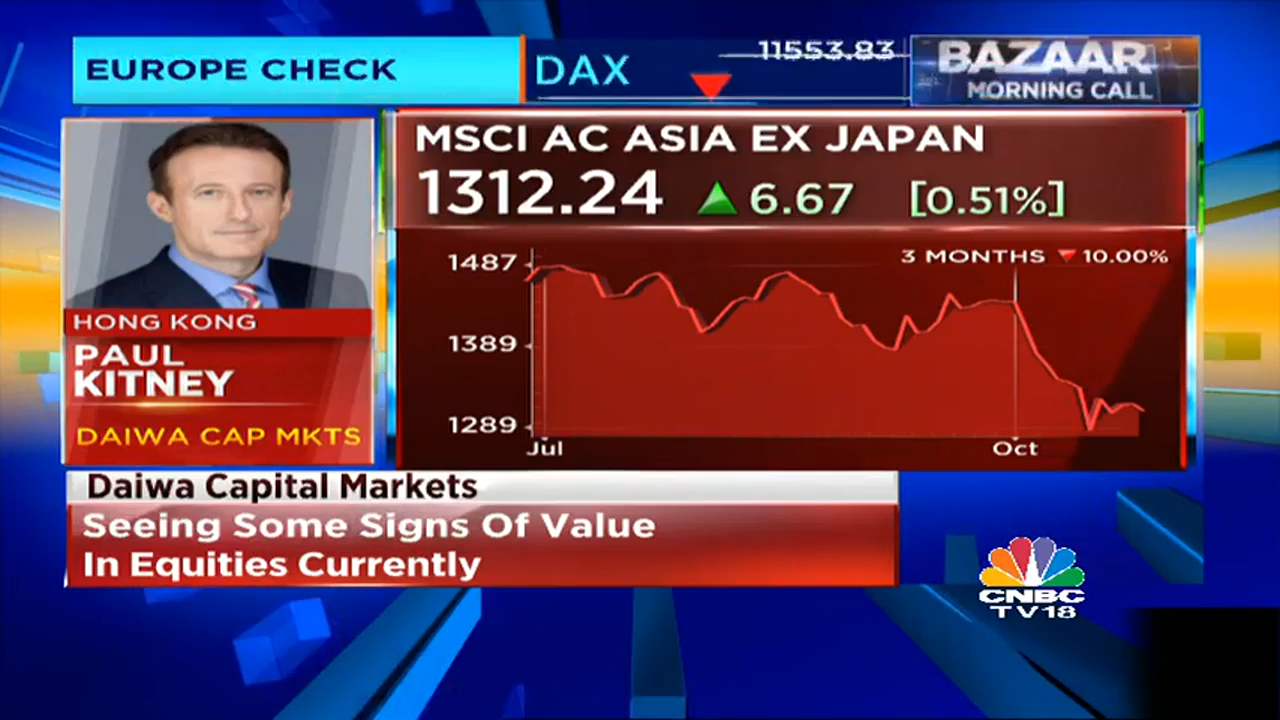 EUROPE CHECK
DAX
11553.83
BAZAAR
MORNING CALL
MSCI AC ASIA EX JAPAN
1312.24 ▲ 6.67 [0.51%]
3 MONTHS ▼ 10.00%
1487
1389
1289
Jul Oct
HONG KONG
PAUL
KITNEY
DAIWA CAP MKTS
Daiwa Capital Markets
Seeing Some Signs Of Value
In Equities Currently
CNBC
TV18